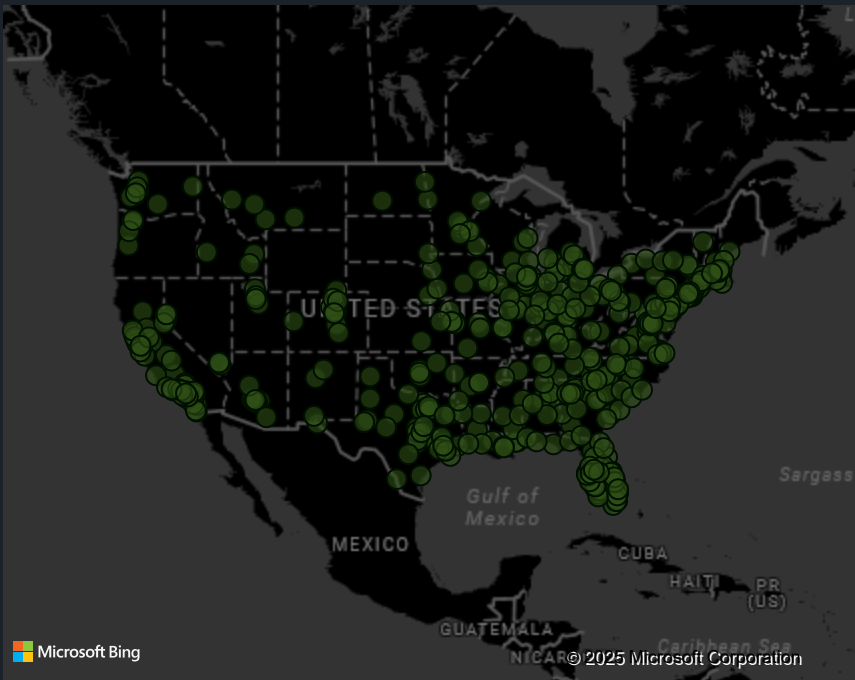 UNITED STATES
Gulf of
Mexico
Sargass
MEXICO
CUBA
HAITI
PR
(US)
GUATEMALA
Caribbean Sea
NICAR
Microsoft Bing
© 2025 Microsoft Corporation